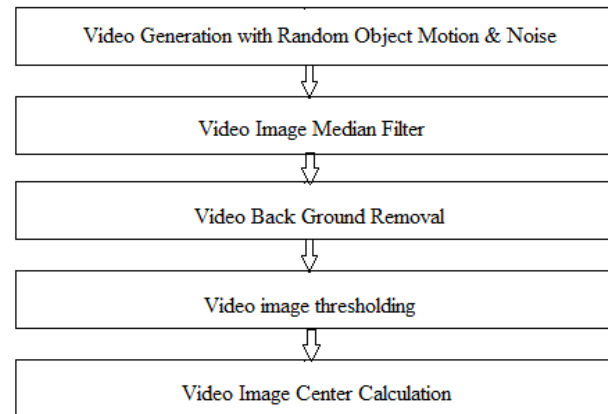 Video Generation with Random Object Motion & Noise
Video Image Median Filter
Video Back Ground Removal
Video image thresholding
Video Image Center Calculation